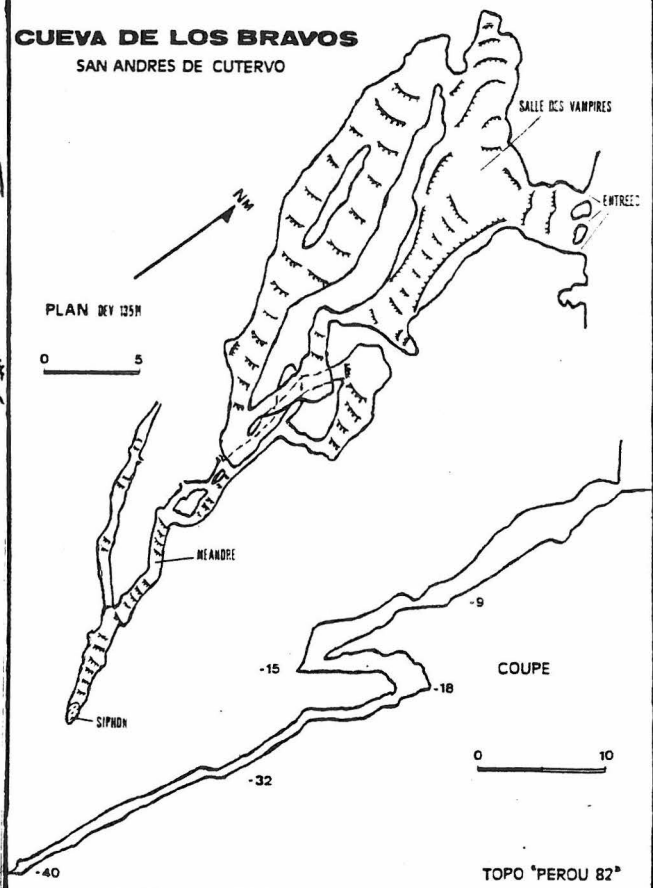 CUEVA DE LOS BRAVOS
SAN ANDRES DE CUTERVO
SALLE DES VAMPIRES
ENTREES
NM
PLAN DEV 135M
0 5
MEANDRE
SIPHON
-9
-15
COUPE
-18
0 10
-32
-40
TOPO "PEROU 82"